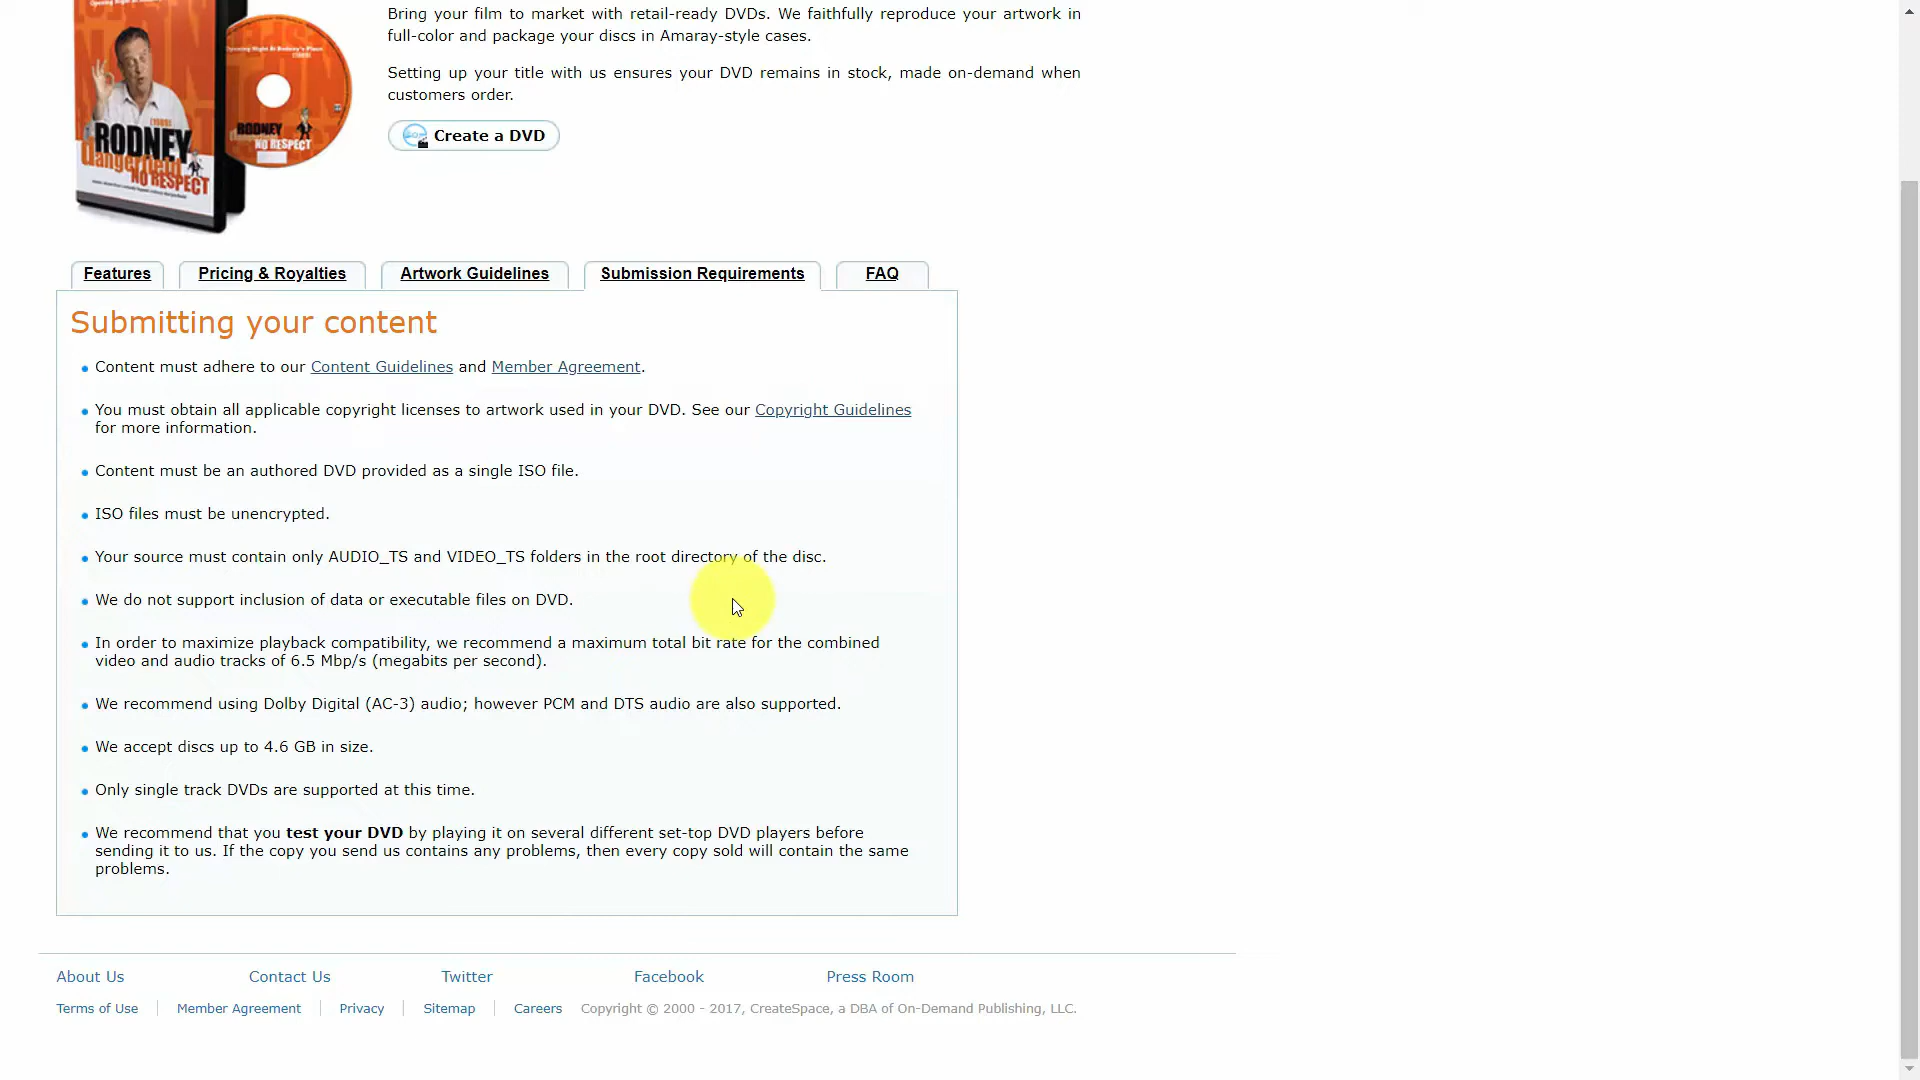 Opening Night At Rodney's Place
RODNEY
dangerfield
NO RESPECT
RODNEY
NO RESPECT
Bring your film to market with retail-ready DVDs. We faithfully reproduce your artwork in
full-color and package your discs in Amaray-style cases.
Setting up your title with us ensures your DVD remains in stock, made on-demand when
customers order.
Create a DVD
Features
Pricing & Royalties
Artwork Guidelines
Submission Requirements
FAQ
Submitting your content
Content must adhere to our Content Guidelines and Member Agreement.
You must obtain all applicable copyright licenses to artwork used in your DVD. See our Copyright Guidelines
for more information.
Content must be an authored DVD provided as a single ISO file.
ISO files must be unencrypted.
Your source must contain only AUDIO_TS and VIDEO_TS folders in the root directory of the disc.
We do not support inclusion of data or executable files on DVD.
In order to maximize playback compatibility, we recommend a maximum total bit rate for the combined
video and audio tracks of 6.5 Mbp/s (megabits per second).
We recommend using Dolby Digital (AC-3) audio; however PCM and DTS audio are also supported.
We accept discs up to 4.6 GB in size.
Only single track DVDs are supported at this time.
We recommend that you test your DVD by playing it on several different set-top DVD players before
sending it to us. If the copy you send us contains any problems, then every copy sold will contain the same
problems.
About Us
Contact Us
Twitter
Facebook
Press Room
Terms of Use
Member Agreement
Privacy
Sitemap
Careers
Copyright © 2000 - 2017, CreateSpace, a DBA of On-Demand Publishing, LLC.